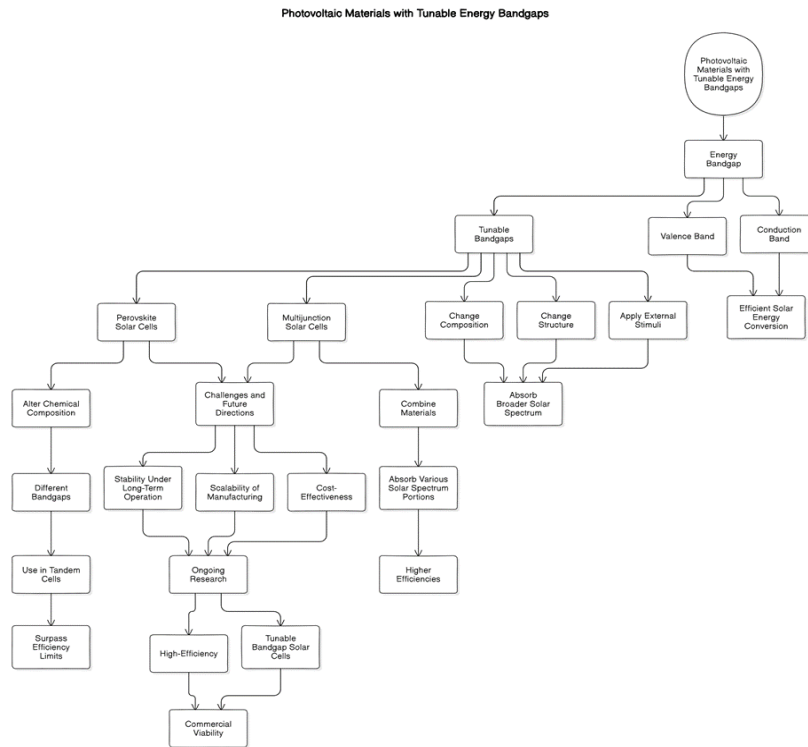 Photovoltaic Materials with Tunable Energy Bandgaps
Photovoltaic
Materials with
Tunable Energy
Bandgaps
Energy
Bandgap
Tunable
Bandgaps
Valence Band
Conduction
Band
Perovskite
Solar Cells
Multijunction
Solar Cells
Change
Composition
Change
Structure
Apply External
Stimuli
Efficient Solar
Energy
Conversion
Alter Chemical
Composition
Challenges and
Future
Directions
Combine
Materials
Absorb
Broader Solar
Spectrum
Different
Bandgaps
Stability Under
Long-Term
Operation
Scalability of
Manufacturing
Cost-
Effectiveness
Absorb Various
Solar Spectrum
Portions
Use in Tandem
Cells
Ongoing
Research
Higher
Efficiencies
Surpass
Efficiency
Limits
High-Efficiency
Tunable
Bandgap Solar
Cells
Commercial
Viability